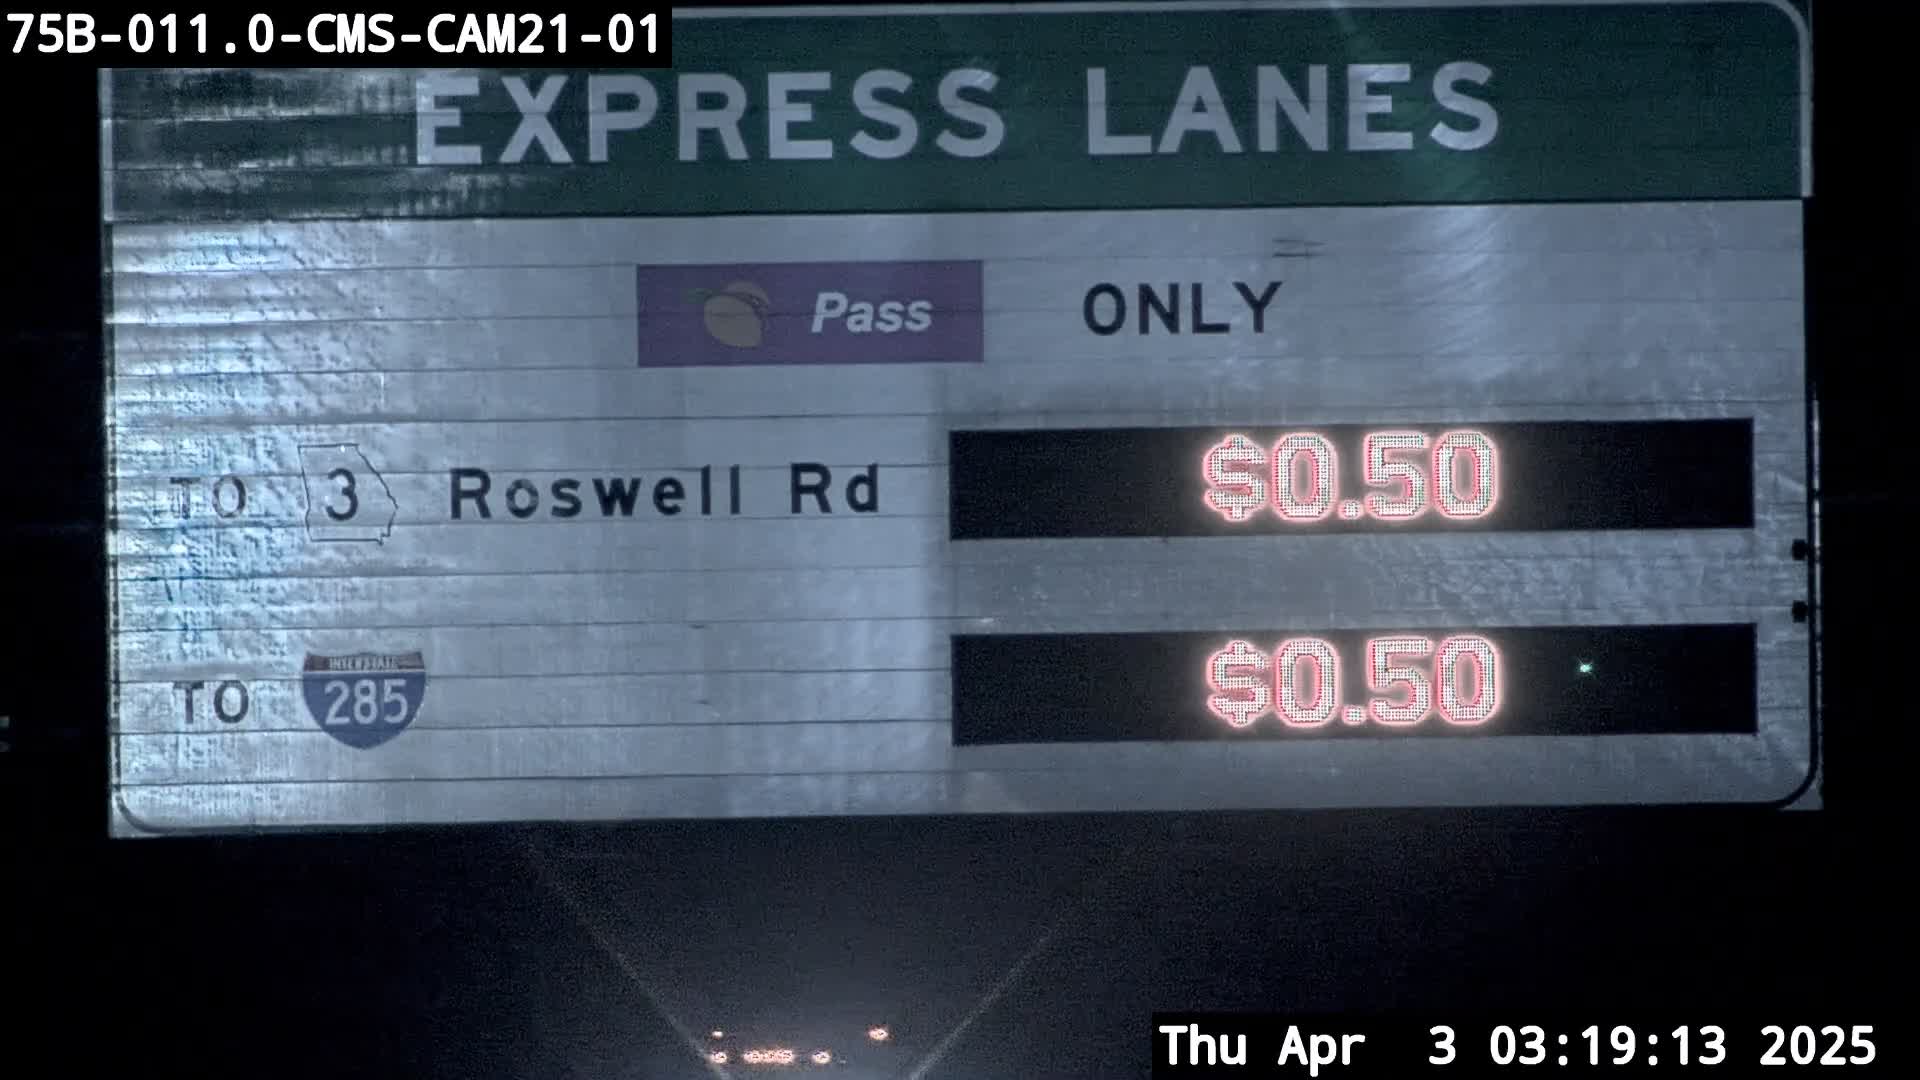 75B-011.0-CMS-CAM21-01
EXPRESS LANES
Pass ONLY
TO 3 Roswell Rd $0.50
TO INTERSTATE 285 $0.50
Thu Apr 3 03:19:13 2025